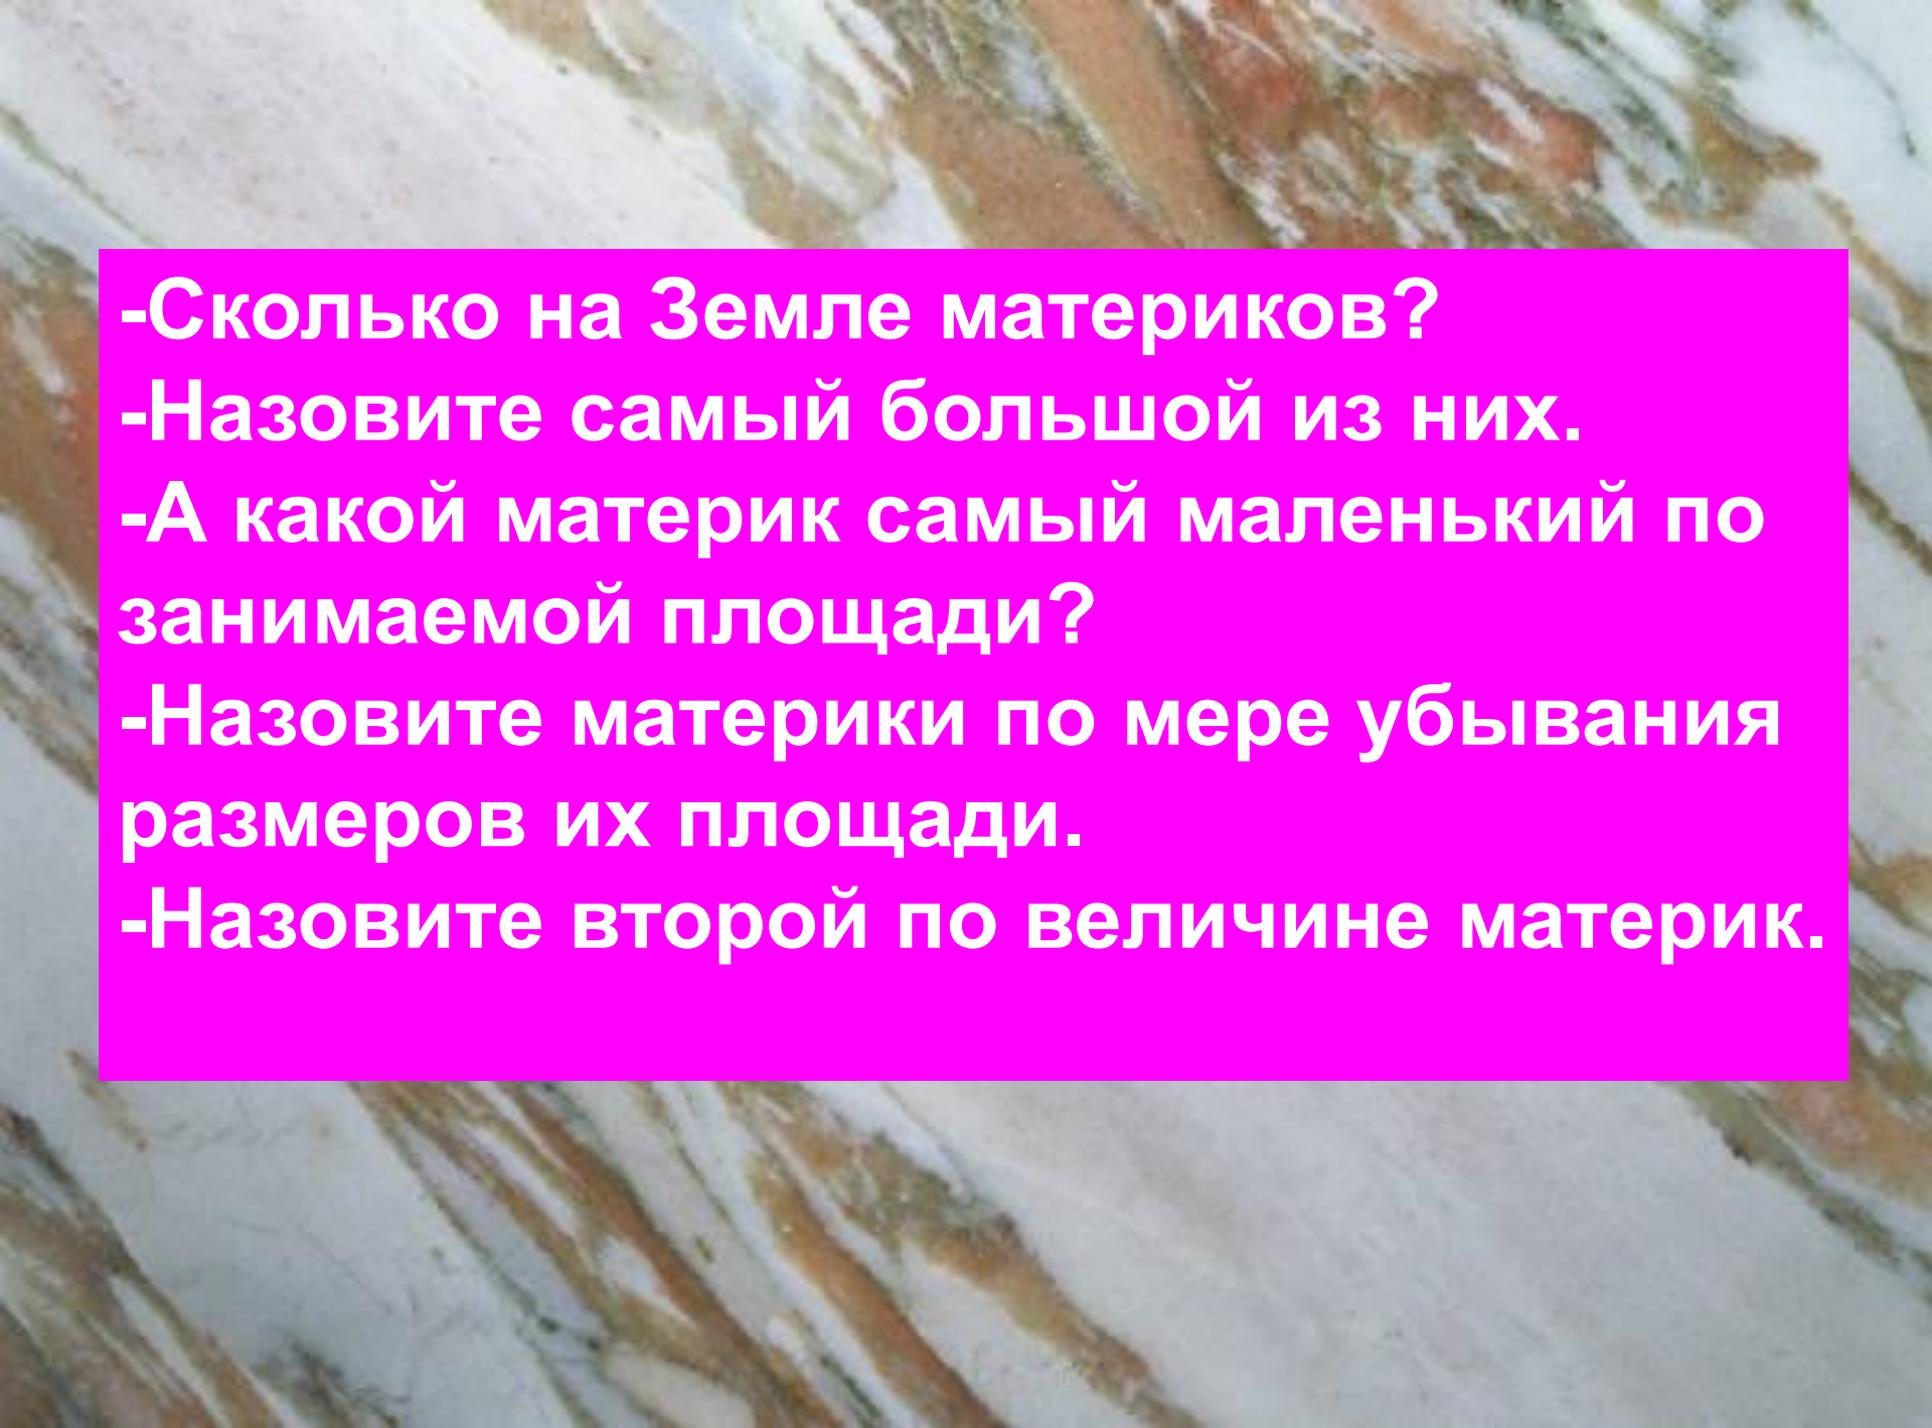 -Сколько на Земле материков?
-Назовите самый большой из них.
-А какой материк самый маленький по
занимаемой площади?
-Назовите материки по мере убывания
размеров их площади.
-Назовите второй по величине материк.